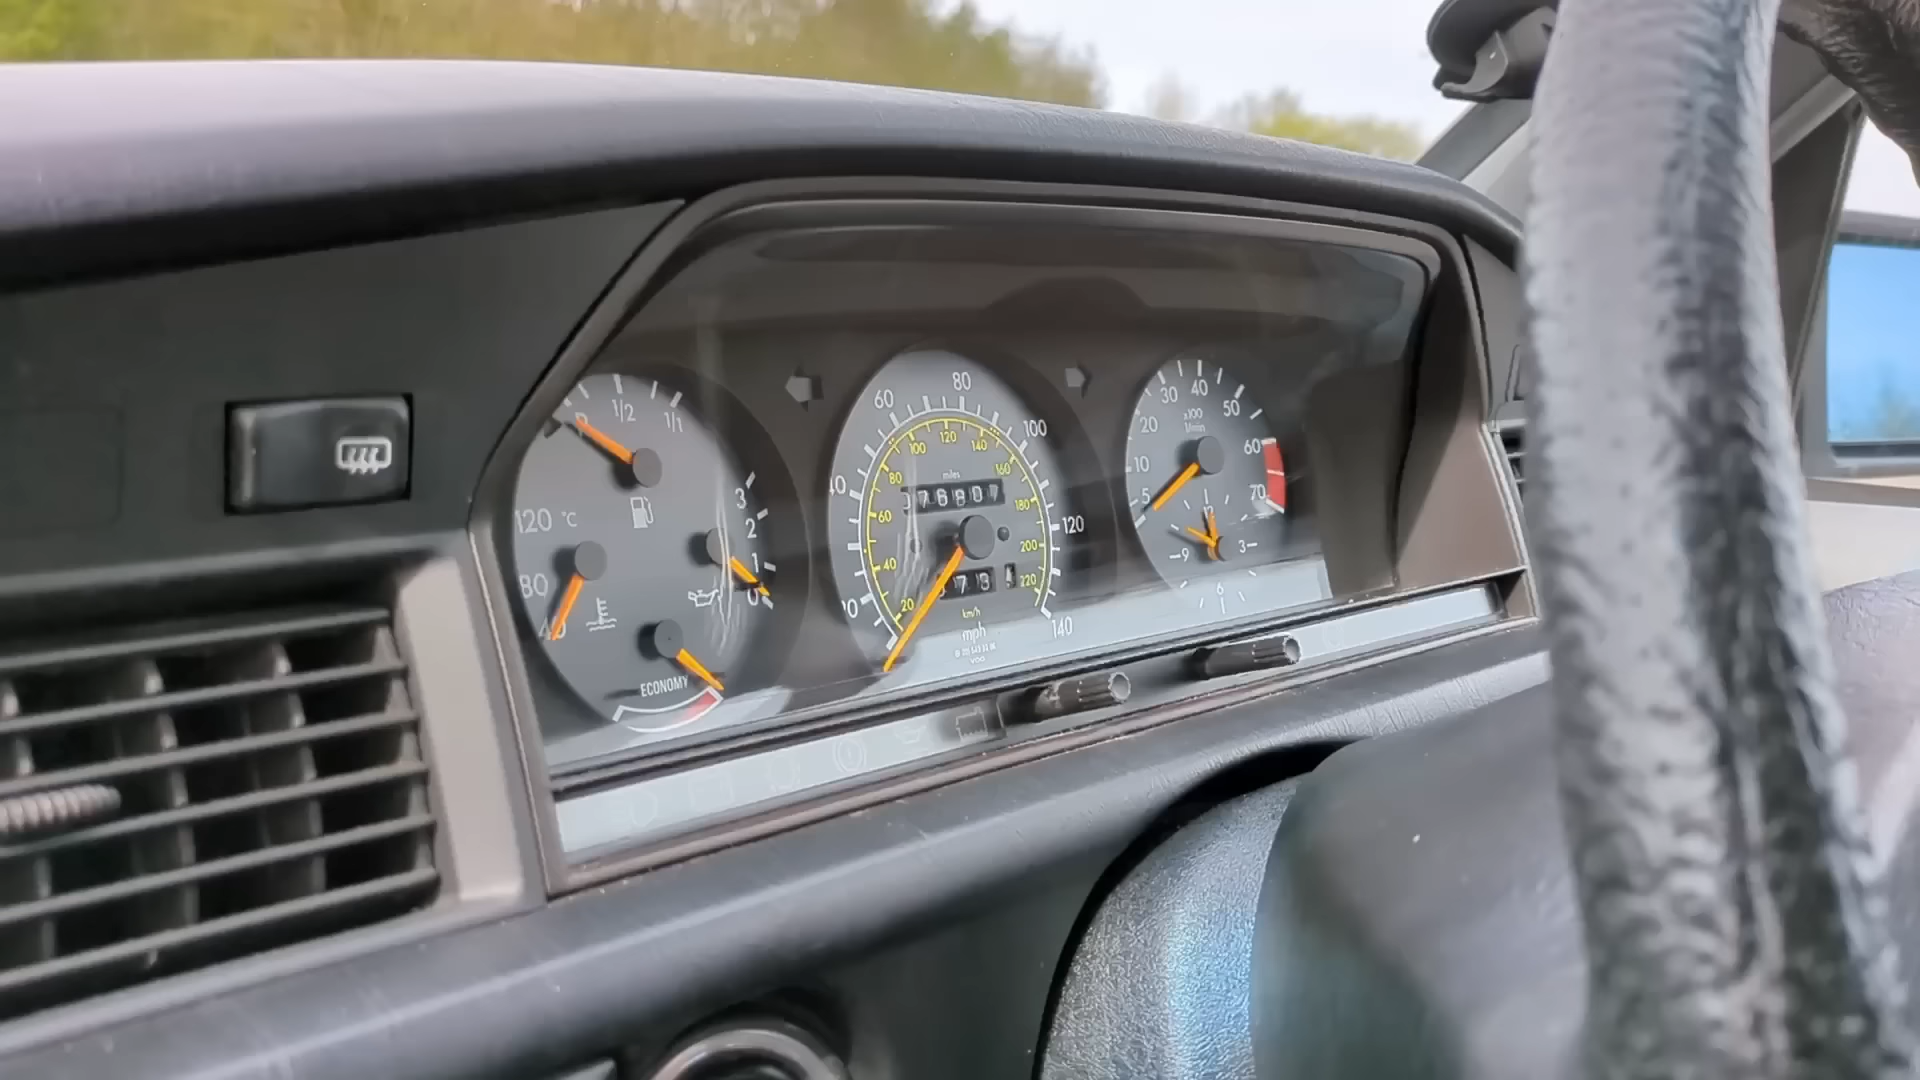 R 1/2 1/1
120 °C
80
40
3
2
1
0
ECONOMY
20 40 60 80 100 120 140
20 40 60 80 100 120 140 160 180 200 220
miles
76807
73
km/h
mph
VDO
5 10 20 30 40 50 60 70
x100
1/min
12
3
6
9